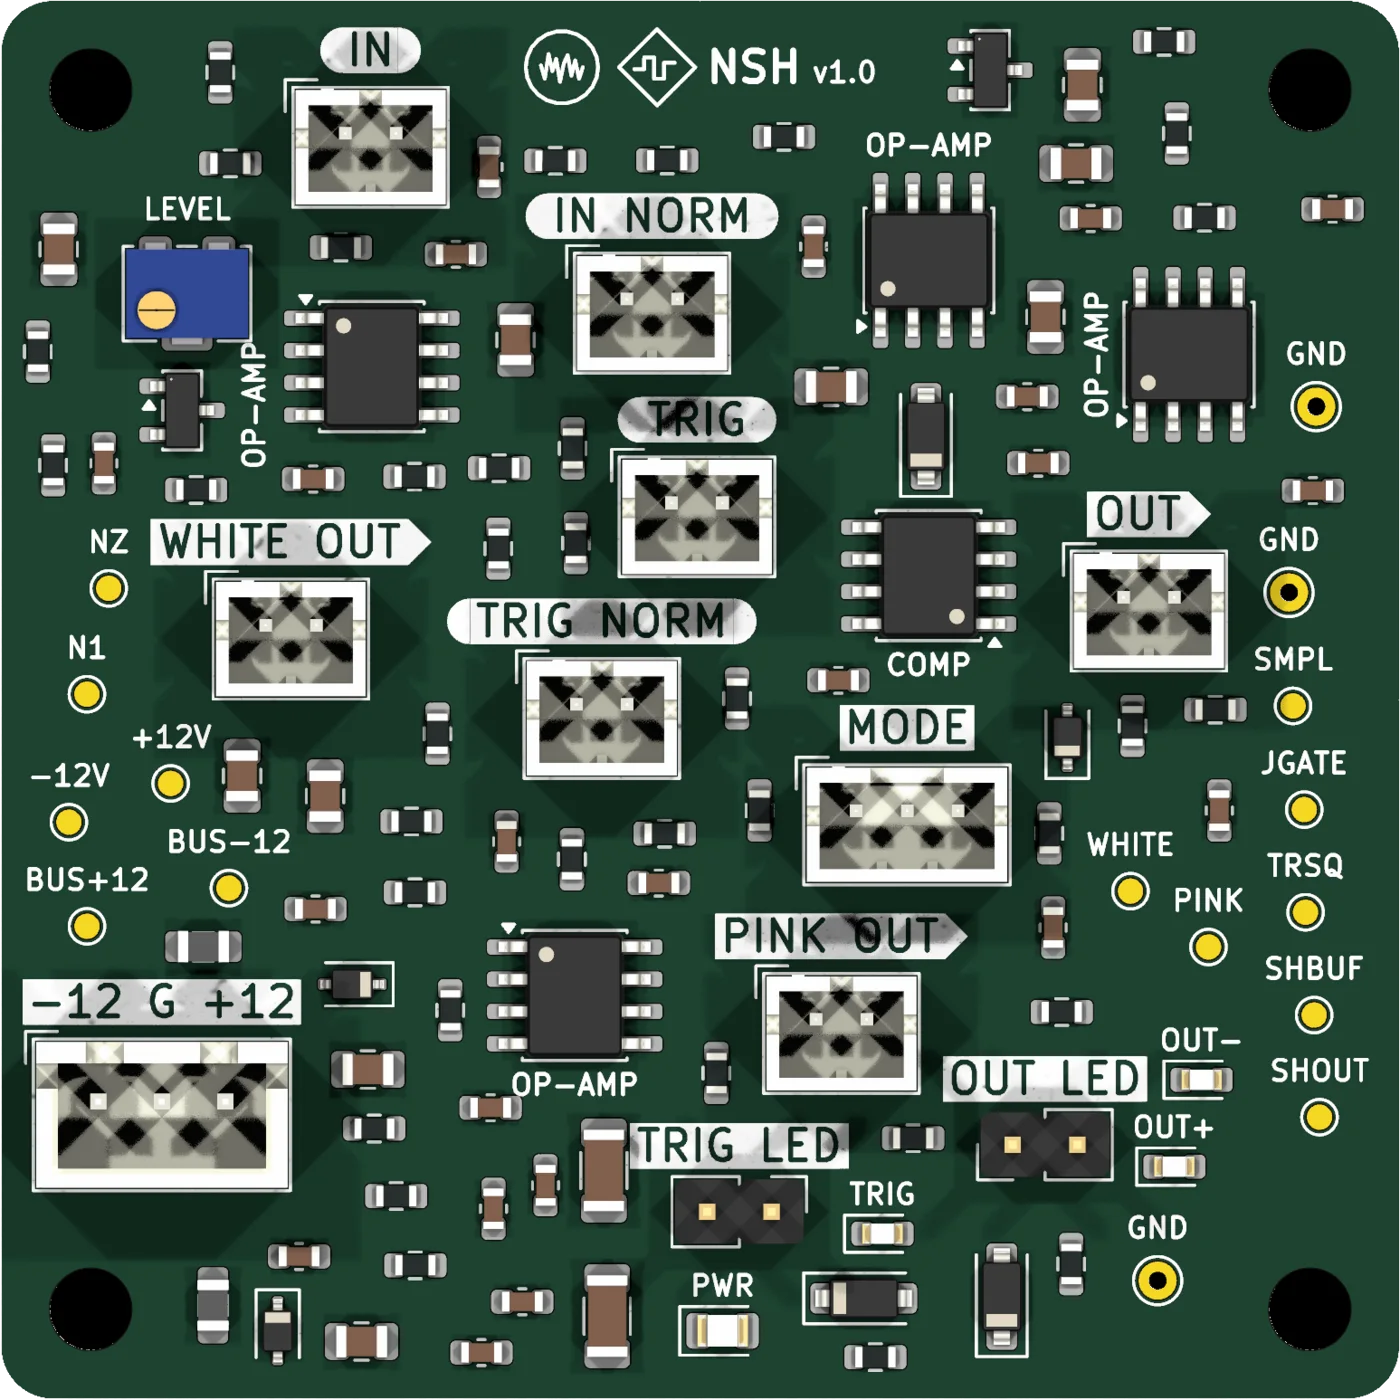 IN
NSH v1.0
OP-AMP
LEVEL
IN NORM
OP-AMP
OP-AMP
GND
TRIG
OUT
NZ
WHITE OUT
GND
N1
TRIG NORM
COMP
SMPL
+12V
MODE
-12V
JGATE
BUS-12
WHITE
BUS+12
TRSQ
PINK
PINK OUT
SHBUF
-12 G +12
OUT-
OP-AMP
OUT LED
SHOUT
TRIG LED
OUT+
TRIG
GND
PWR